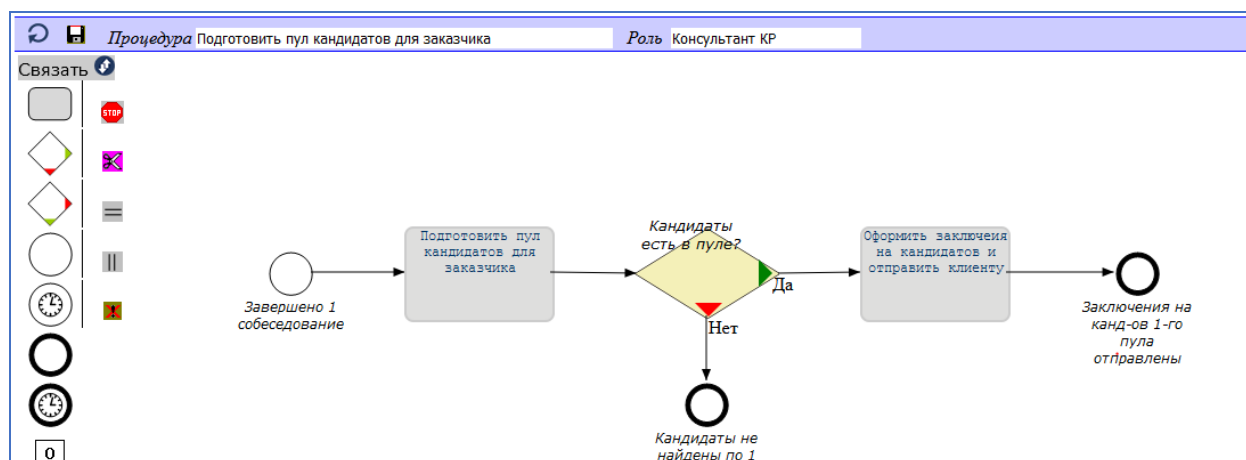 Процедура Подготовить пул кандидатов для заказчика Роль Консультант КР
Связать
STOP
Подготовить пул
кандидатов для
заказчика
Кандидаты
есть в пуле?
Оформить заключеия
на кандидатов и
отправить клиенту
Да
Нет
Завершено 1
собеседование
Заключения на
канд-ов 1-го
пула
отправлены
Кандидаты не
найдены по 1
0